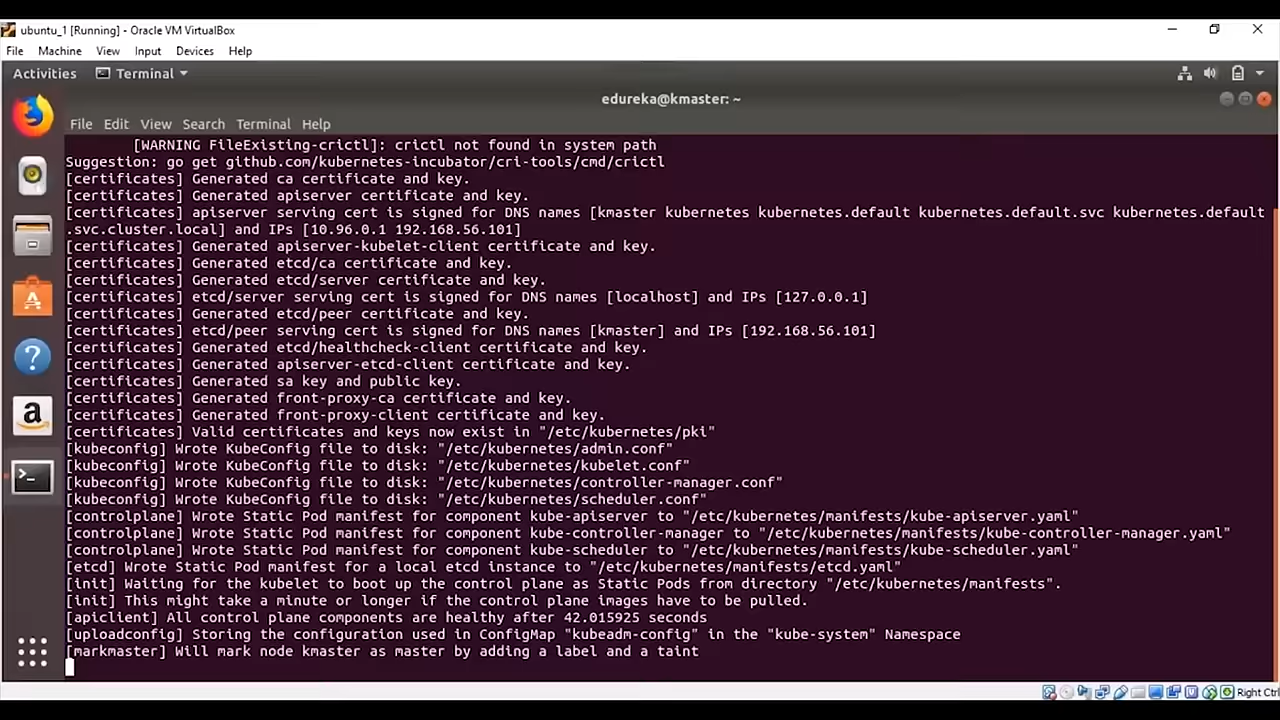 ubuntu_1 [Running] - Oracle VM VirtualBox
File Machine View Input Devices Help
Activities Terminal
edureka@kmaster: ~
File Edit View Search Terminal Help
[WARNING FileExisting-crictl]: crictl not found in system path
Suggestion: go get github.com/kubernetes-incubator/cri-tools/cmd/crictl
[certificates] Generated ca certificate and key.
[certificates] Generated apiserver certificate and key.
[certificates] apiserver serving cert is signed for DNS names [kmaster kubernetes kubernetes.default kubernetes.default.svc kubernetes.default
.svc.cluster.local] and IPs [10.96.0.1 192.168.56.101]
[certificates] Generated apiserver-kubelet-client certificate and key.
[certificates] Generated etcd/ca certificate and key.
[certificates] Generated etcd/server certificate and key.
[certificates] etcd/server serving cert is signed for DNS names [localhost] and IPs [127.0.0.1]
[certificates] Generated etcd/peer certificate and key.
[certificates] etcd/peer serving cert is signed for DNS names [kmaster] and IPs [192.168.56.101]
[certificates] Generated etcd/healthcheck-client certificate and key.
[certificates] Generated apiserver-etcd-client certificate and key.
[certificates] Generated sa key and public key.
[certificates] Generated front-proxy-ca certificate and key.
[certificates] Generated front-proxy-client certificate and key.
[certificates] Valid certificates and keys now exist in "/etc/kubernetes/pki"
[kubeconfig] Wrote KubeConfig file to disk: "/etc/kubernetes/admin.conf"
[kubeconfig] Wrote KubeConfig file to disk: "/etc/kubernetes/kubelet.conf"
[kubeconfig] Wrote KubeConfig file to disk: "/etc/kubernetes/controller-manager.conf"
[kubeconfig] Wrote KubeConfig file to disk: "/etc/kubernetes/scheduler.conf"
[controlplane] Wrote Static Pod manifest for component kube-apiserver to "/etc/kubernetes/manifests/kube-apiserver.yaml"
[controlplane] Wrote Static Pod manifest for component kube-controller-manager to "/etc/kubernetes/manifests/kube-controller-manager.yaml"
[controlplane] Wrote Static Pod manifest for component kube-scheduler to "/etc/kubernetes/manifests/kube-scheduler.yaml"
[etcd] Wrote Static Pod manifest for a local etcd instance to "/etc/kubernetes/manifests/etcd.yaml"
[init] Waiting for the kubelet to boot up the control plane as Static Pods from directory "/etc/kubernetes/manifests".
[init] This might take a minute or longer if the control plane images have to be pulled.
[apiclient] All control plane components are healthy after 42.015925 seconds
[uploadconfig] Storing the configuration used in ConfigMap "kubeadm-config" in the "kube-system" Namespace
[markmaster] Will mark node kmaster as master by adding a label and a taint
Right Ctrl